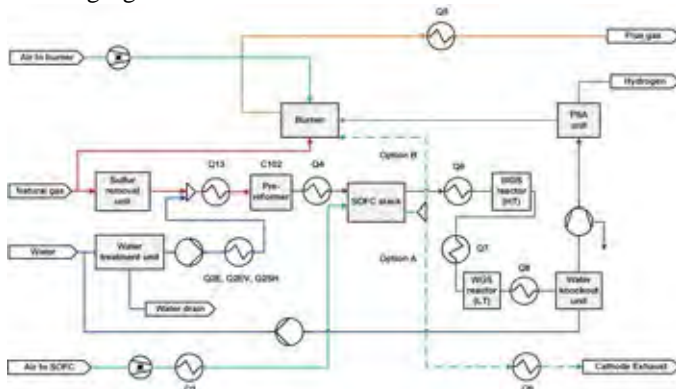 Q5
Flue gas
Air to burner
Hydrogen
Burner
PSA
unit
Option B
Q13
C102
Q4
Q6
Natural gas
Sulfur
removal
unit
Pre-
reformer
SOFC stack
WGS
reactor
(HT)
Q7
Option A
Water
Water
treatment unit
Q2E, Q2EV, Q2SH
WGS
reactor
(LT)
Q8
Water
knockout
unit
Water drain
Air to SOFC
Cathode Exhaust